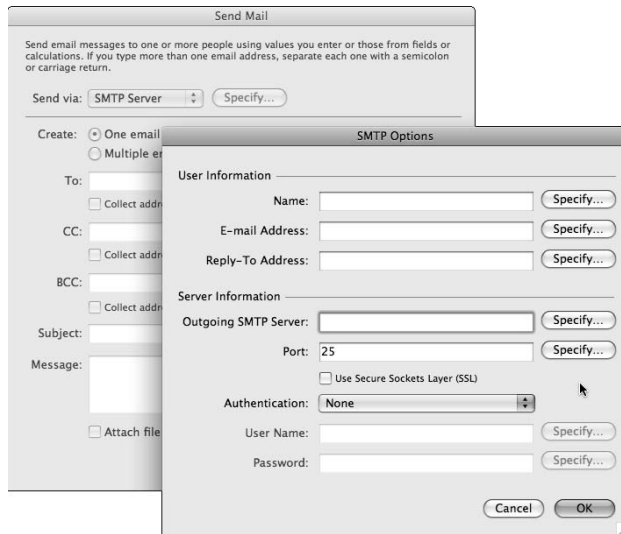 Send Mail
Send email messages to one or more people using values you enter or those from fields or
calculations. If you type more than one email address, separate each one with a semicolon
or carriage return.
Send via: SMTP Server Specify...
Create: One email
Multiple
To:
Collect
CC:
Collect
BCC:
Collect
Subject:
Message:
Attach file
SMTP Options
User Information
Name: Specify...
E-mail Address: Specify...
Reply-To Address: Specify...
Server Information
Outgoing SMTP Server: Specify...
Port: 25 Specify...
Use Secure Sockets Layer (SSL)
Authentication: None
User Name: Specify...
Password: Specify...
Cancel OK